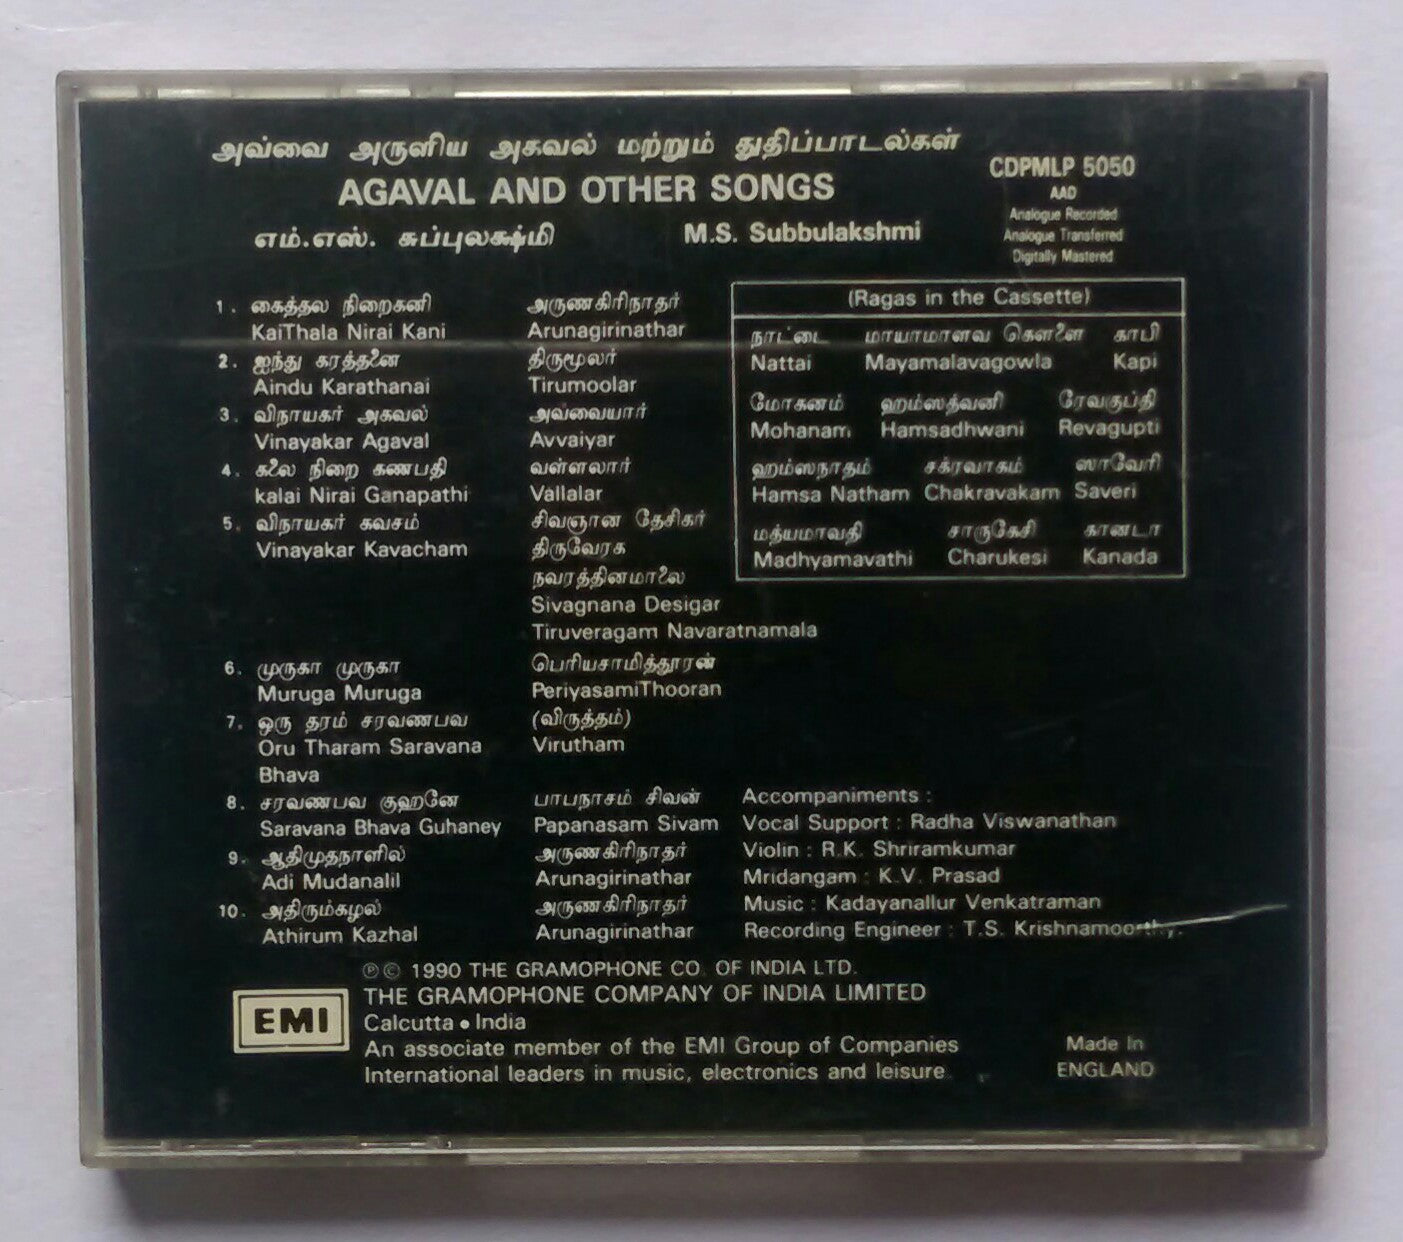 அவ்வை அருளிய அகவல் மற்றும் துதிப்பாடல்கள்
AGAVAL AND OTHER SONGS
எம்.எஸ். சுப்புலக்ஷ்மி M.S. Subbulakshmi
CDPMLP 5050
AAD
Analogue Recorded
Analogue Transferred
Digitally Mastered
1. கைத்தல நிறைகனி அருணகிரிநாதர்
KaiThala Nirai Kani Arunagirinathar
2. ஐந்து கரத்தனை திருமூலர்
Aindu Karathanai Tirumoolar
3. விநாயகர் அகவல் அவ்வையார்
Vinayakar Agaval Avvaiyar
4. கலை நிறை கணபதி வள்ளலார்
kalai Nirai Ganapathi Vallalar
5. விநாயகர் கவசம் சிவஞான தேசிகர்
Vinayakar Kavacham திருவேரக
நவரத்தினமாலை
Sivagnana Desigar
Tiruveragam Navaratnamala
6. முருகா முருகா பெரியசாமித்தூரன்
Muruga Muruga PeriyasamiThooran
7. ஒரு தரம் சரவணபவ (விருத்தம்)
Oru Tharam Saravana Virutham
Bhava
8. சரவணபவ குஹனே பாபநாசம் சிவன்
Saravana Bhava Guhaney Papanasam Sivam
9. ஆதிமுதநாளில் அருணகிரிநாதர்
Adi Mudanalil Arunagirinathar
10. அதிரும்கழல் அருணகிரிநாதர்
Athirum Kazhal Arunagirinathar
(Ragas in the Cassette)
நாட்டை மாயாமாளவ கௌளை காபி
Nattai Mayamalavagowla Kapi
மோகனம் ஹம்ஸத்வனி ரேவகுப்தி
Mohanam Hamsadhwani Revagupti
ஹம்ஸநாதம் சக்ரவாகம் ஸாவேரி
Hamsa Natham Chakravakam Saveri
மத்யமாவதி சாருகேசி கானடா
Madhyamavathi Charukesi Kanada
Accompaniments :
Vocal Support : Radha Viswanathan
Violin : R.K. Shriramkumar
Mridangam : K.V. Prasad
Music : Kadayanallur Venkatraman
Recording Engineer : T.S. Krishnamoorthy.
℗© 1990 THE GRAMOPHONE CO. OF INDIA LTD.
THE GRAMOPHONE COMPANY OF INDIA LIMITED
Calcutta • India
An associate member of the EMI Group of Companies
International leaders in music, electronics and leisure
EMI
Made In
ENGLAND